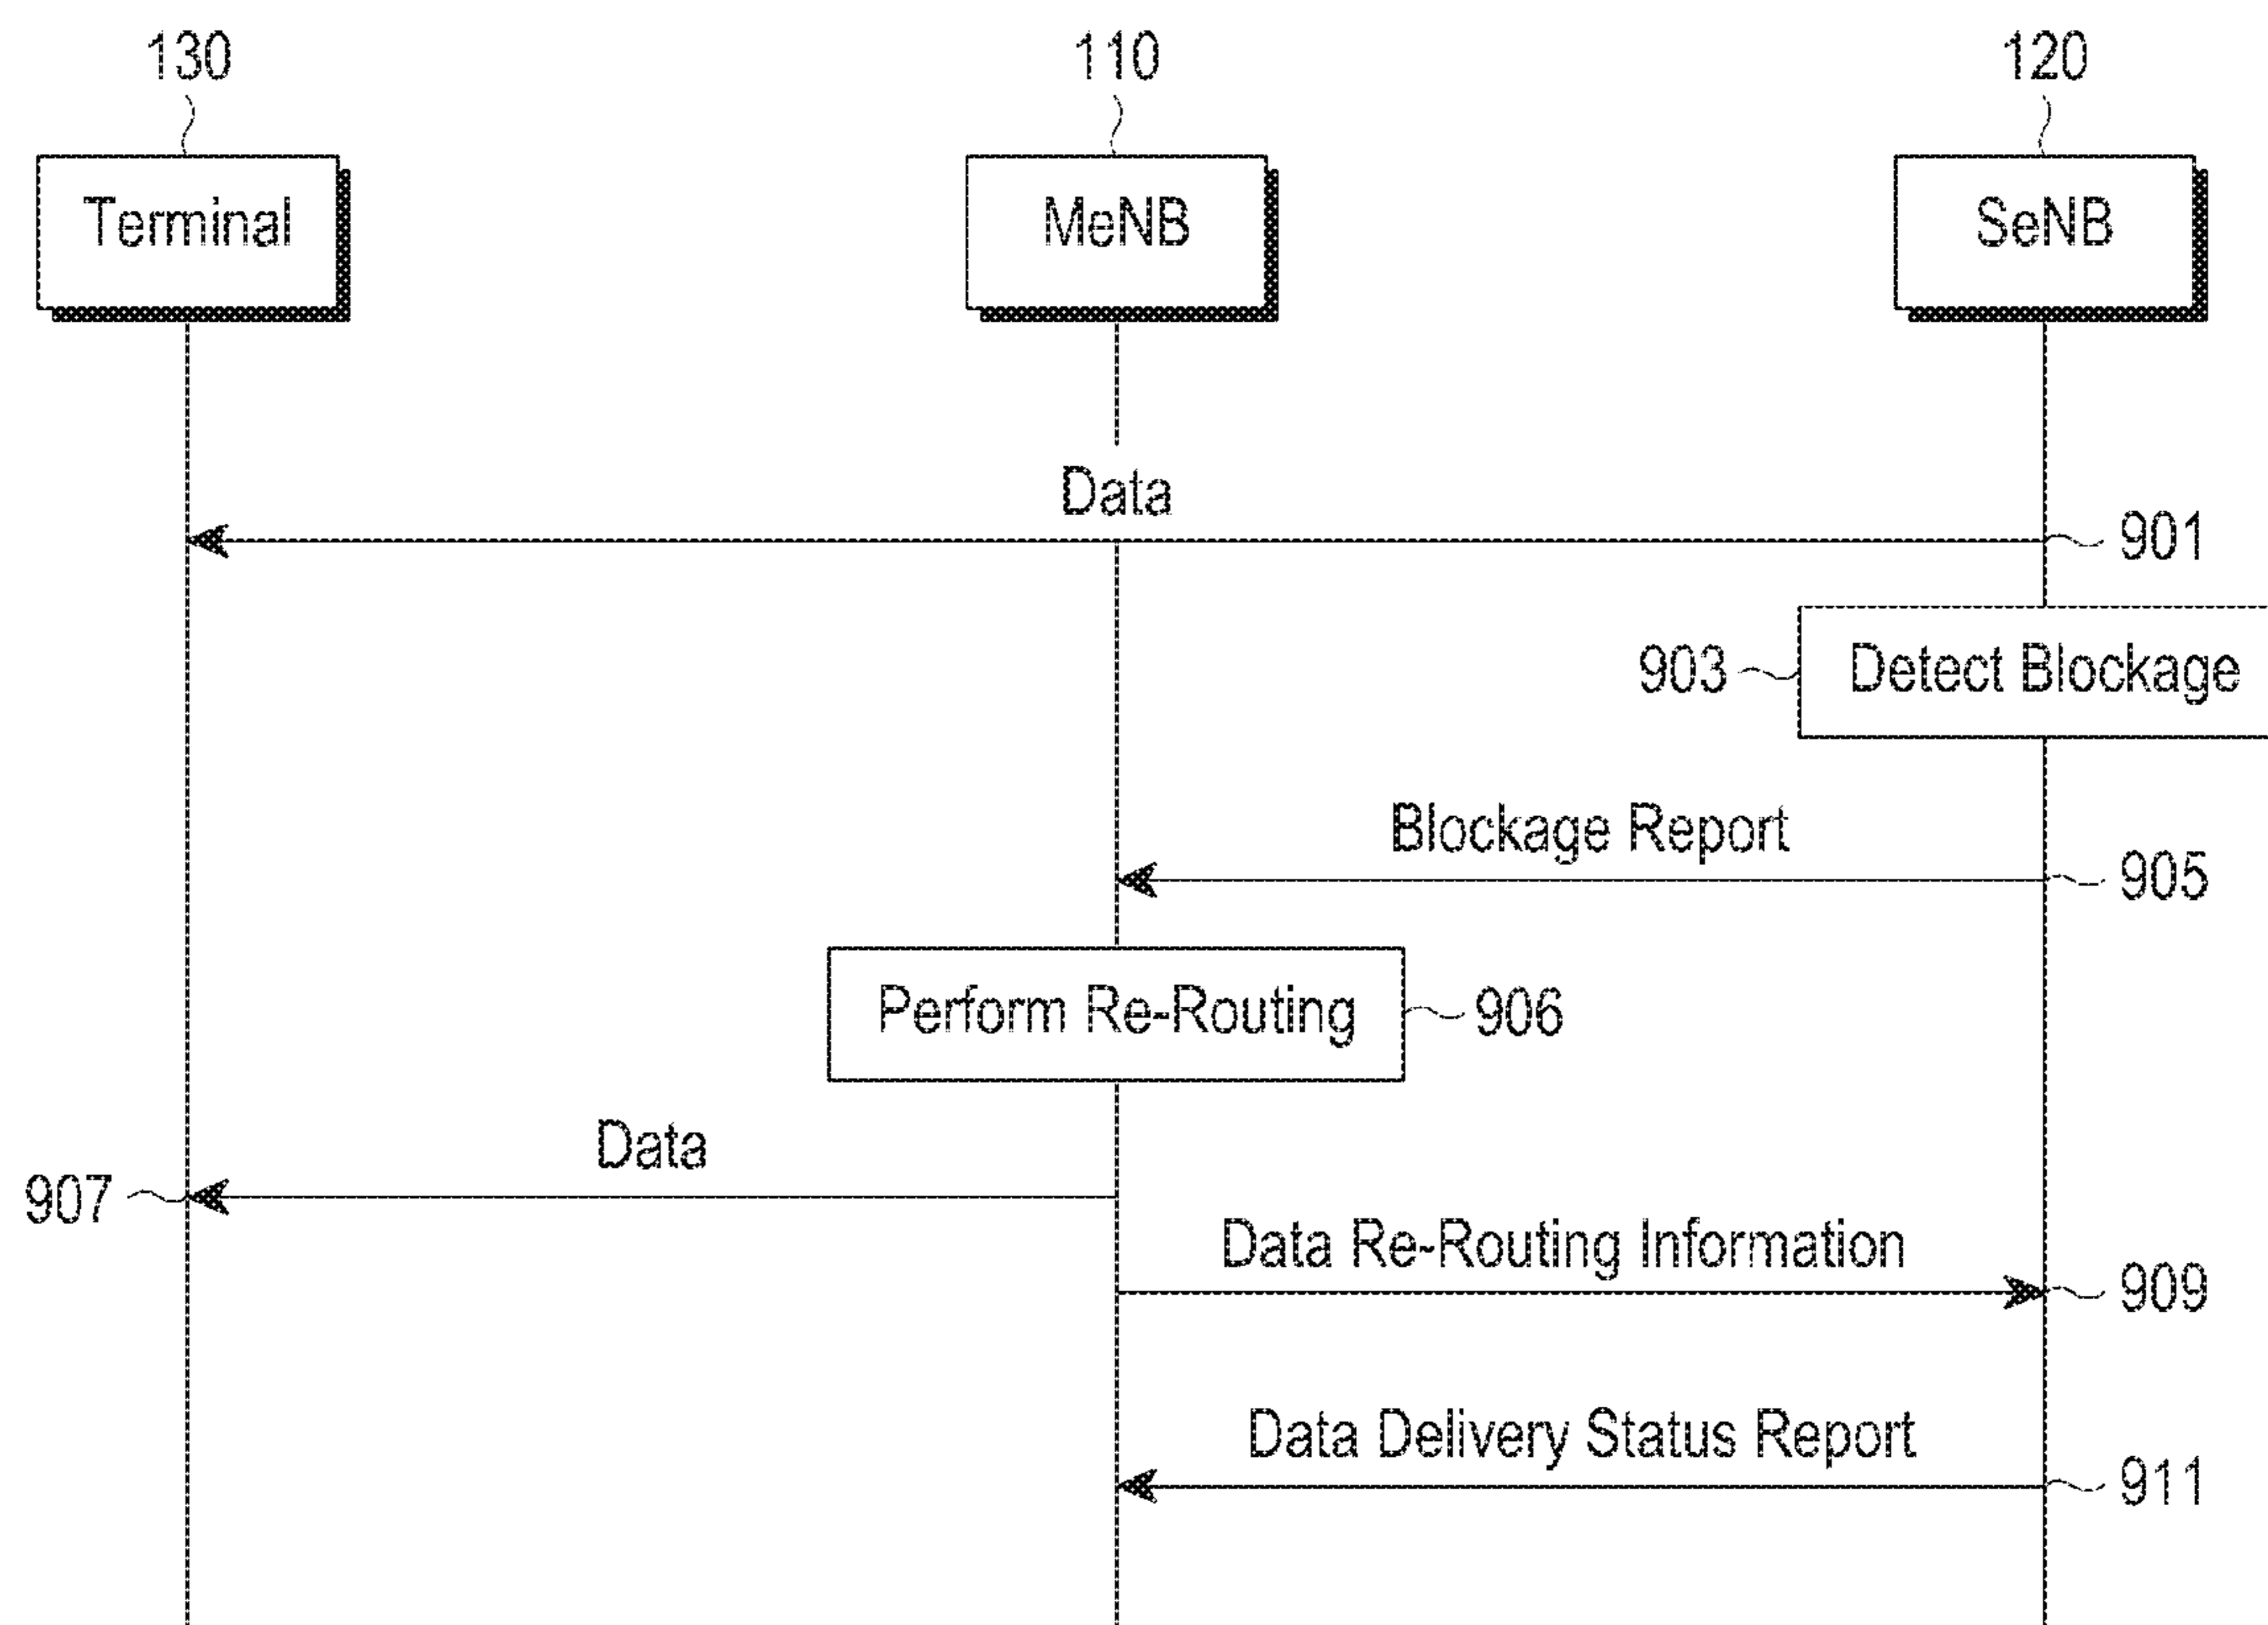 130
110
120
Terminal
MeNB
SeNB
Data
901
903
Detect Blockage
Blockage Report
905
Perform Re-Routing
906
Data
907
Data Re-Routing Information
909
Data Delivery Status Report
911